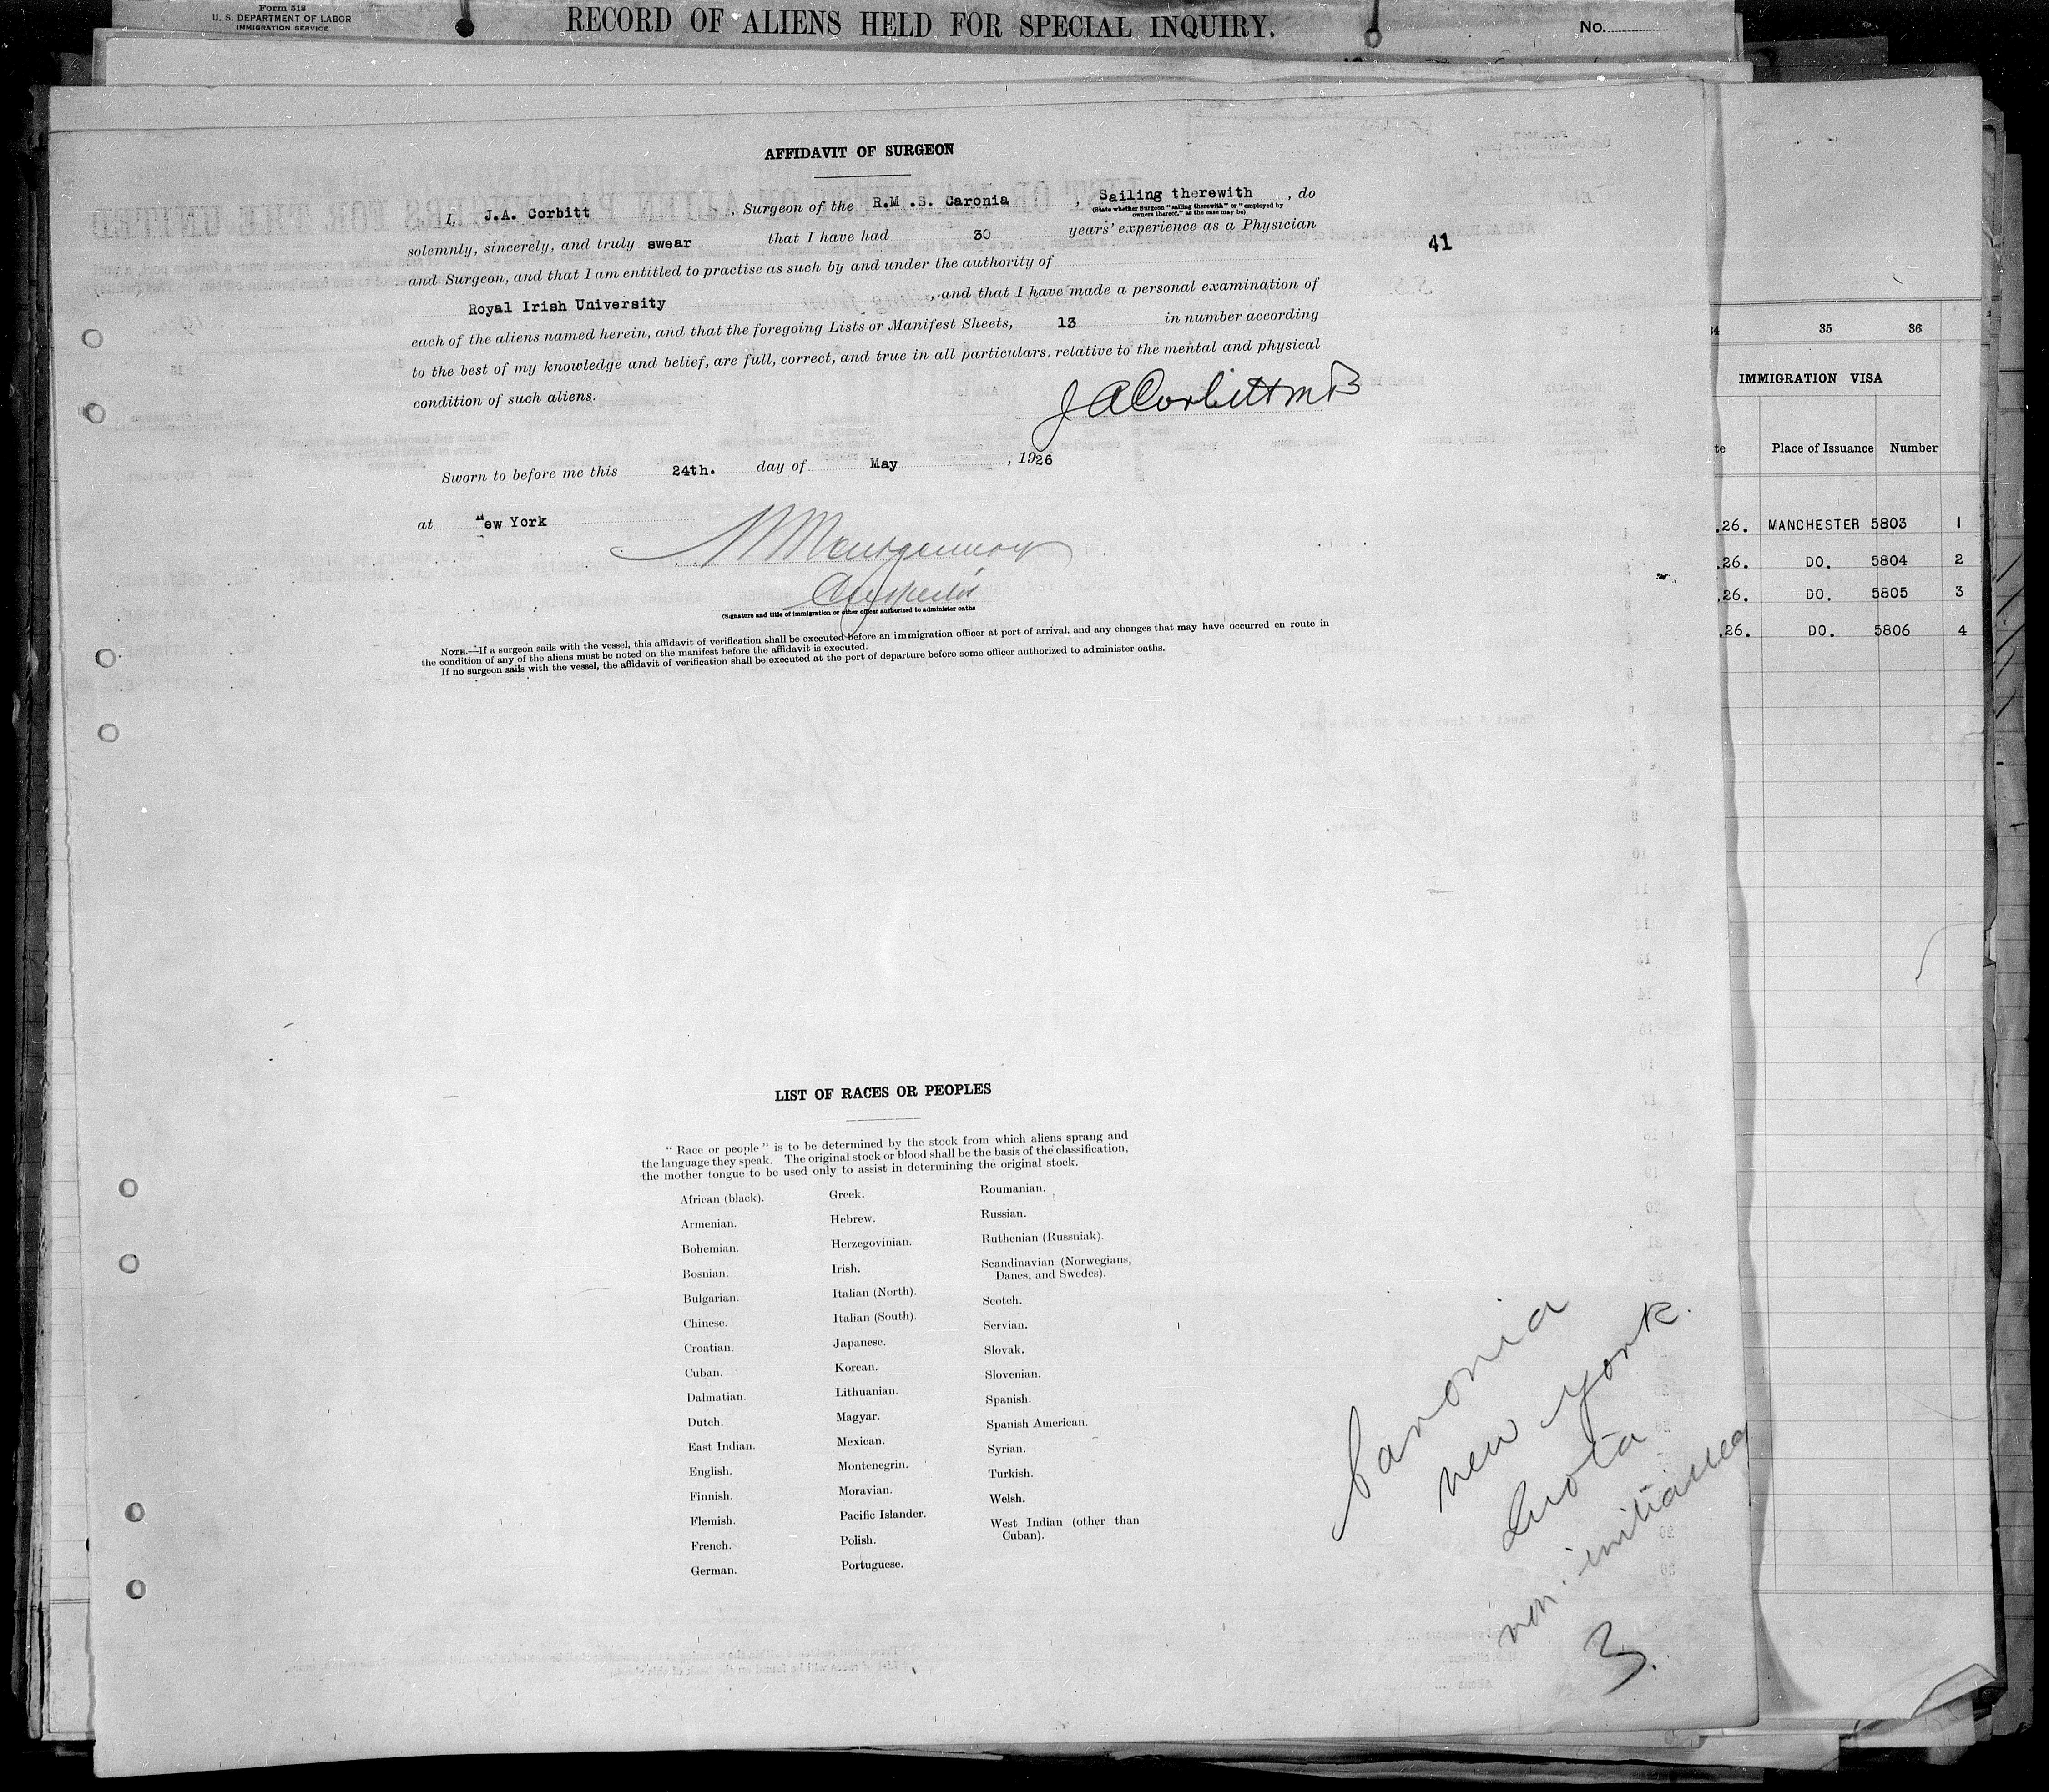 Form 518
U. S. DEPARTMENT OF LABOR
IMMIGRATION SERVICE
RECORD OF ALIENS HELD FOR SPECIAL INQUIRY.
No.
AFFIDAVIT OF SURGEON
I, J.A. Corbitt, Surgeon of the R.M.S. Caronia, Sailing therewith, do
(State whether Surgeon "sailing therewith" or "employed by
owners thereof," as the case may be)
solemnly, sincerely, and truly swear that I have had 30 years' experience as a Physician
41
and Surgeon, and that I am entitled to practise as such by and under the authority of
Royal Irish University, and that I have made a personal examination of
each of the aliens named herein, and that the foregoing Lists or Manifest Sheets, 13 in number according
to the best of my knowledge and belief, are full, correct, and true in all particulars, relative to the mental and physical
condition of such aliens.
J A Corbitt MB
Sworn to before me this 24th. day of May, 1926
at New York
Montgomery
Inspector
(Signature and title of immigration or other officer authorized to administer oaths
NOTE.—If a surgeon sails with the vessel, this affidavit of verification shall be executed before an immigration officer at port of arrival, and any changes that may have occurred en route in
the condition of any of the aliens must be noted on the manifest before the affidavit is executed.
If no surgeon sails with the vessel, the affidavit of verification shall be executed at the port of departure before some officer authorized to administer oaths.
34 35 36
IMMIGRATION VISA
te Place of Issuance Number
.26. MANCHESTER 5803 1
.26. DO. 5804 2
.26. DO. 5805 3
.26. DO. 5806 4
LIST OF RACES OR PEOPLES
"Race or people" is to be determined by the stock from which aliens sprang and
the language they speak. The original stock or blood shall be the basis of the classification,
the mother tongue to be used only to assist in determining the original stock.
African (black).
Armenian.
Bohemian.
Bosnian.
Bulgarian.
Chinese.
Croatian.
Cuban.
Dalmatian.
Dutch.
East Indian.
English.
Finnish.
Flemish.
French.
German.
Greek.
Hebrew.
Herzegovinian.
Irish.
Italian (North).
Italian (South).
Japanese.
Korean.
Lithuanian.
Magyar.
Mexican.
Montenegrin.
Moravian.
Pacific Islander.
Polish.
Portuguese.
Roumanian.
Russian.
Ruthenian (Russniak).
Scandinavian (Norwegians,
Danes, and Swedes).
Scotch.
Servian.
Slovak.
Slovenian.
Spanish.
Spanish American.
Syrian.
Turkish.
Welsh.
West Indian (other than
Cuban).
Caronia
new york.
Quota
non.
3.